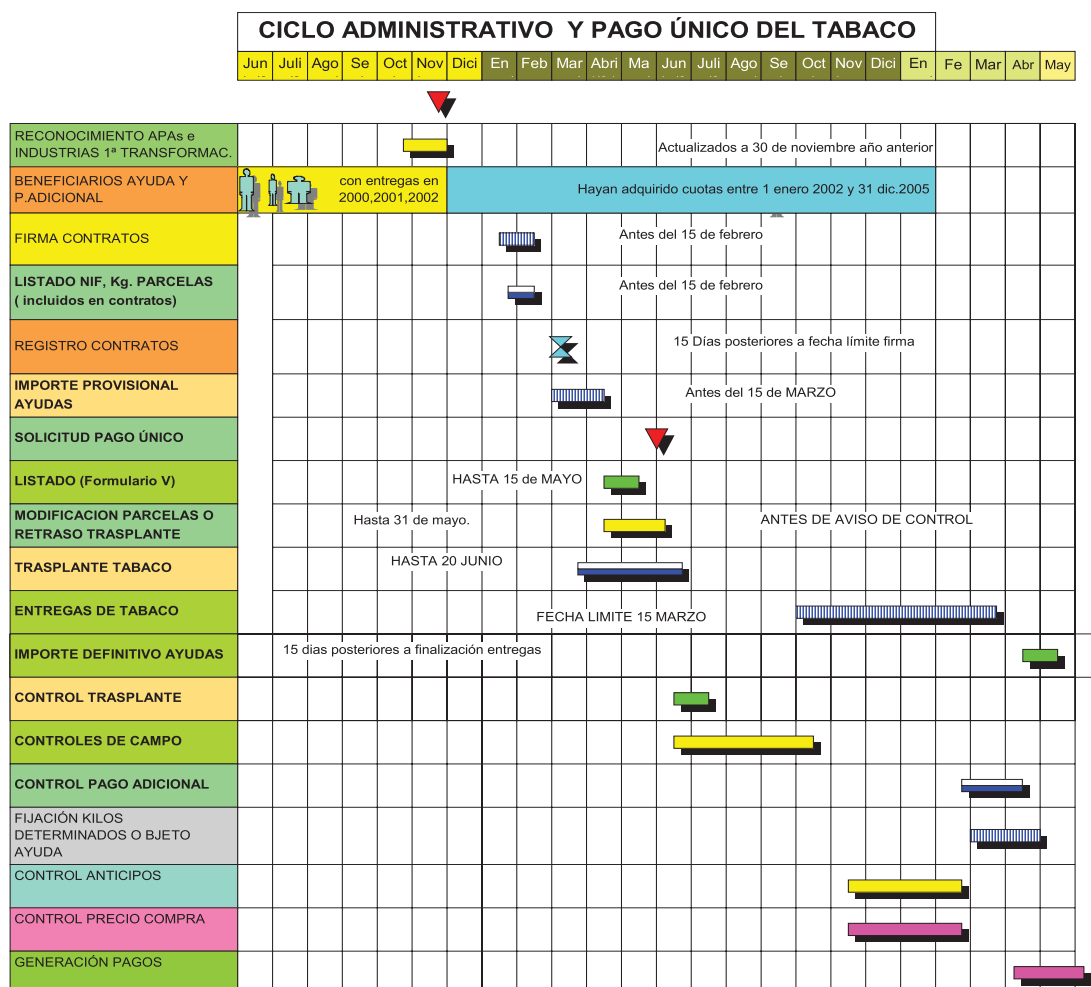 CICLO ADMINISTRATIVO Y PAGO ÚNICO DEL TABACO
Jun Juli Ago Se Oct Nov Dici En Feb Mar Abri Ma Jun Juli Ago Se Oct Nov Dici En Fe Mar Abr May
RECONOCIMIENTO APAs e
INDUSTRIAS 1ª TRANSFORMAC.
Actualizados a 30 de noviembre año anterior
BENEFICIARIOS AYUDA Y
P.ADICIONAL
con entregas en
2000,2001,2002
Hayan adquirido cuotas entre 1 enero 2002 y 31 dic.2005
FIRMA CONTRATOS
Antes del 15 de febrero
LISTADO NIF, Kg. PARCELAS
( incluidos en contratos)
Antes del 15 de febrero
REGISTRO CONTRATOS
15 Días posteriores a fecha límite firma
IMPORTE PROVISIONAL
AYUDAS
Antes del 15 de MARZO
SOLICITUD PAGO ÚNICO
LISTADO (Formulario V)
HASTA 15 de MAYO
MODIFICACION PARCELAS O
RETRASO TRASPLANTE
Hasta 31 de mayo.
ANTES DE AVISO DE CONTROL
TRASPLANTE TABACO
HASTA 20 JUNIO
ENTREGAS DE TABACO
FECHA LIMITE 15 MARZO
IMPORTE DEFINITIVO AYUDAS
15 dias posteriores a finalización entregas
CONTROL TRASPLANTE
CONTROLES DE CAMPO
CONTROL PAGO ADICIONAL
FIJACIÓN KILOS
DETERMINADOS O BJETO
AYUDA
CONTROL ANTICIPOS
CONTROL PRECIO COMPRA
GENERACIÓN PAGOS